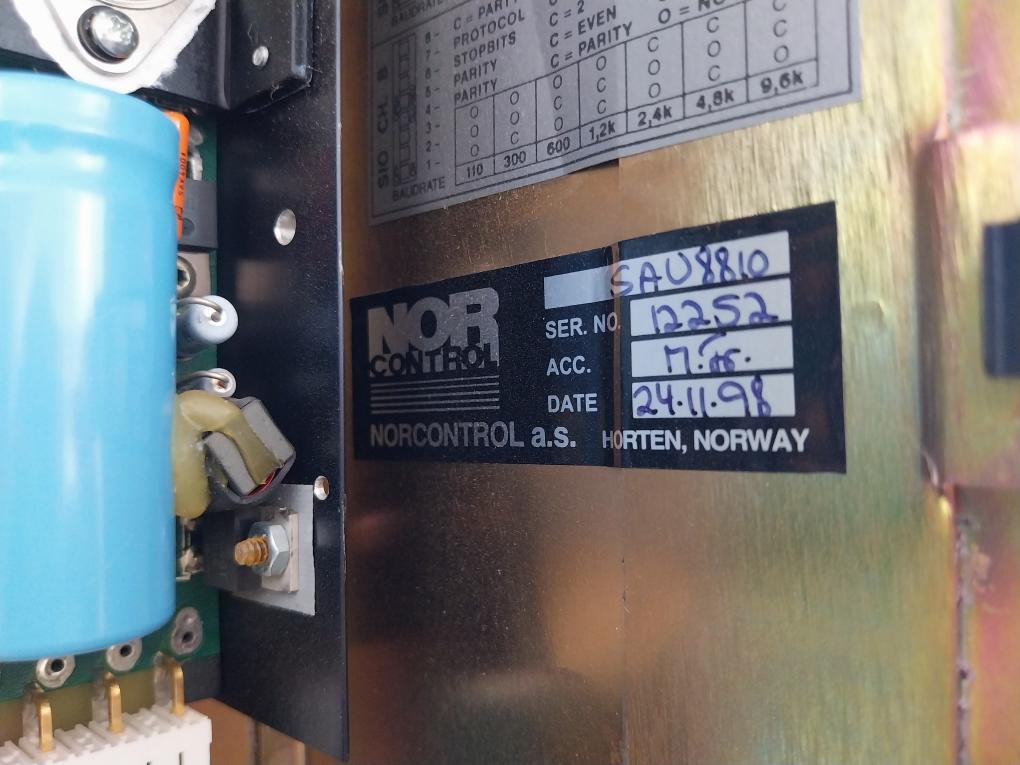 8- C = PARTY
7- PROTOCOL C = 2
6- STOPBITS C = EVEN
5- PARITY C = PARITY O = NO
4- PARITY
3- O O O O C C C
2- O O C C O O C
1- O C O C O C O
BAUDRATE 110 300 600 1,2k 2,4k 4,8k 9,6k
SIO CH. B
NOR
CONTROL
SAU8810
SER. NO. 12252
ACC.
DATE 24.11.98
NORCONTROL a.s. HORTEN, NORWAY